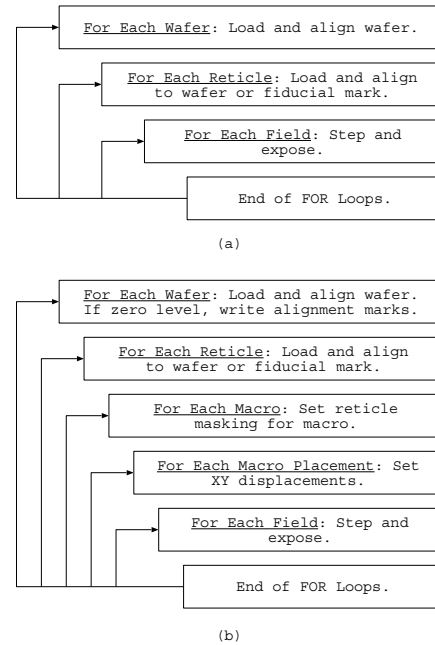 For Each Wafer: Load and align wafer.
For Each Reticle: Load and align
to wafer or fiducial mark.
For Each Field: Step and
expose.
End of FOR Loops.
(a)
For Each Wafer: Load and align wafer.
If zero level, write alignment marks.
For Each Reticle: Load and align
to wafer or fiducial mark.
For Each Macro: Set reticle
masking for macro.
For Each Macro Placement: Set
XY displacements.
For Each Field: Step and
expose.
End of FOR Loops.
(b)